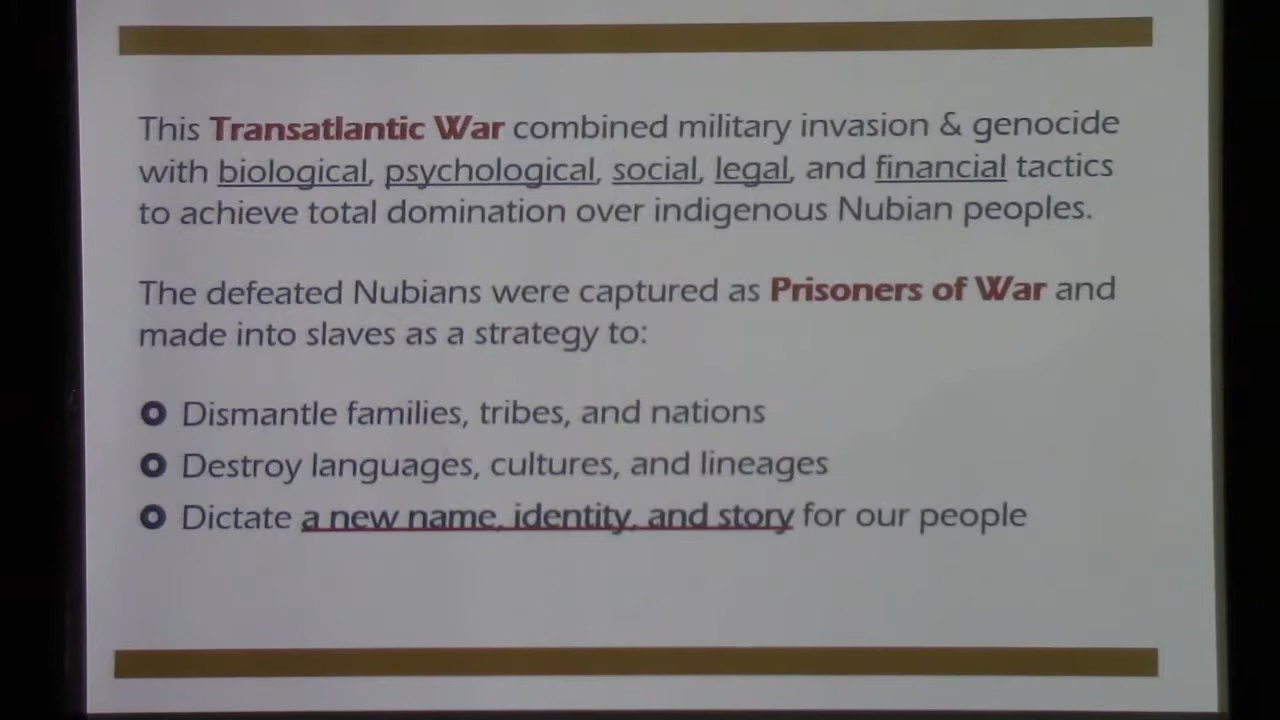 This Transatlantic War combined military invasion & genocide
with biological, psychological, social, legal, and financial tactics
to achieve total domination over indigenous Nubian peoples.
The defeated Nubians were captured as Prisoners of War and
made into slaves as a strategy to:
Dismantle families, tribes, and nations
Destroy languages, cultures, and lineages
Dictate a new name, identity, and story for our people